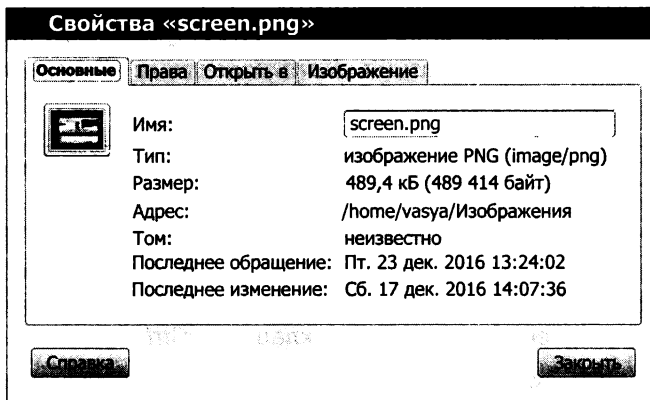 Свойства «screen.png»
Основные Права Открыть в Изображение
Имя: screen.png
Тип: изображение PNG (image/png)
Размер: 489,4 кБ (489 414 байт)
Адрес: /home/vasya/Изображения
Том: неизвестно
Последнее обращение: Пт. 23 дек. 2016 13:24:02
Последнее изменение: Сб. 17 дек. 2016 14:07:36
Справка Закрыть